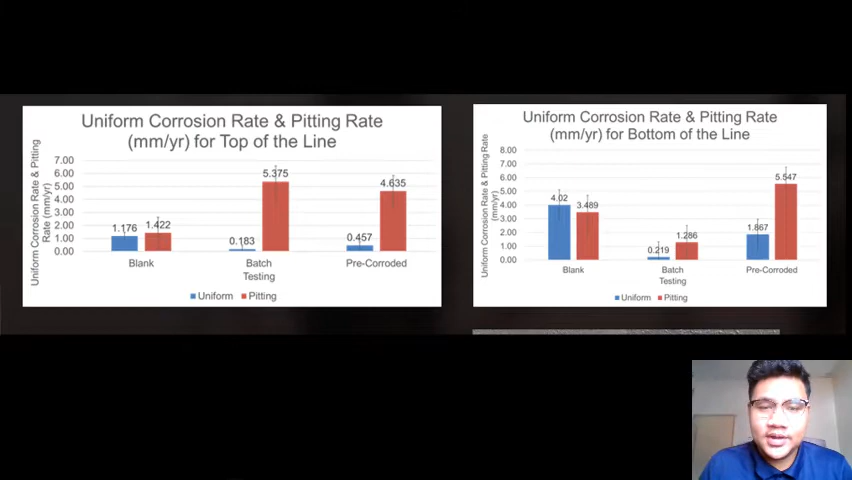 Uniform Corrosion Rate & Pitting Rate
(mm/yr) for Top of the Line
Uniform Corrosion Rate & Pitting
Rate (mm/yr)
7.00
6.00
5.00
4.00
3.00
2.00
1.00
0.00
1.176
1.422
0.183
5.375
0.457
4.635
Blank
Batch
Testing
Pre-Corroded
Uniform
Pitting
Uniform Corrosion Rate & Pitting Rate
(mm/yr) for Bottom of the Line
Uniform Corrosion Rate & Pitting Rate
(mm/yr)
8.00
7.00
6.00
5.00
4.00
3.00
2.00
1.00
0.00
4.02
3.489
0.219
1.286
1.867
5.547
Blank
Batch
Testing
Pre-Corroded
Uniform
Pitting